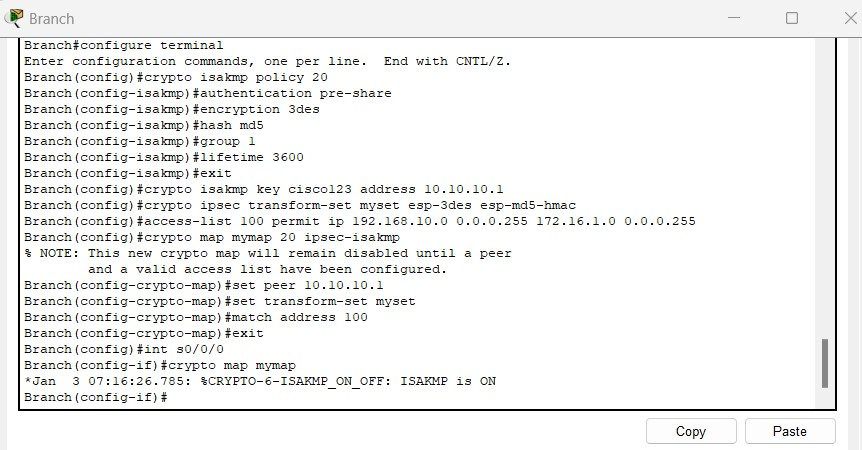 Branch
Branch#configure terminal
Enter configuration commands, one per line.  End with CNTL/Z.
Branch(config)#crypto isakmp policy 20
Branch(config-isakmp)#authentication pre-share
Branch(config-isakmp)#encryption 3des
Branch(config-isakmp)#hash md5
Branch(config-isakmp)#group 1
Branch(config-isakmp)#lifetime 3600
Branch(config-isakmp)#exit
Branch(config)#crypto isakmp key cisco123 address 10.10.10.1
Branch(config)#crypto ipsec transform-set myset esp-3des esp-md5-hmac
Branch(config)#access-list 100 permit ip 192.168.10.0 0.0.0.255 172.16.1.0 0.0.0.255
Branch(config)#crypto map mymap 20 ipsec-isakmp
% NOTE: This new crypto map will remain disabled until a peer
        and a valid access list have been configured.
Branch(config-crypto-map)#set peer 10.10.10.1
Branch(config-crypto-map)#set transform-set myset
Branch(config-crypto-map)#match address 100
Branch(config-crypto-map)#exit
Branch(config)#int s0/0/0
Branch(config-if)#crypto map mymap
*Jan  3 07:16:26.785: %CRYPTO-6-ISAKMP_ON_OFF: ISAKMP is ON
Branch(config-if)#
Copy
Paste